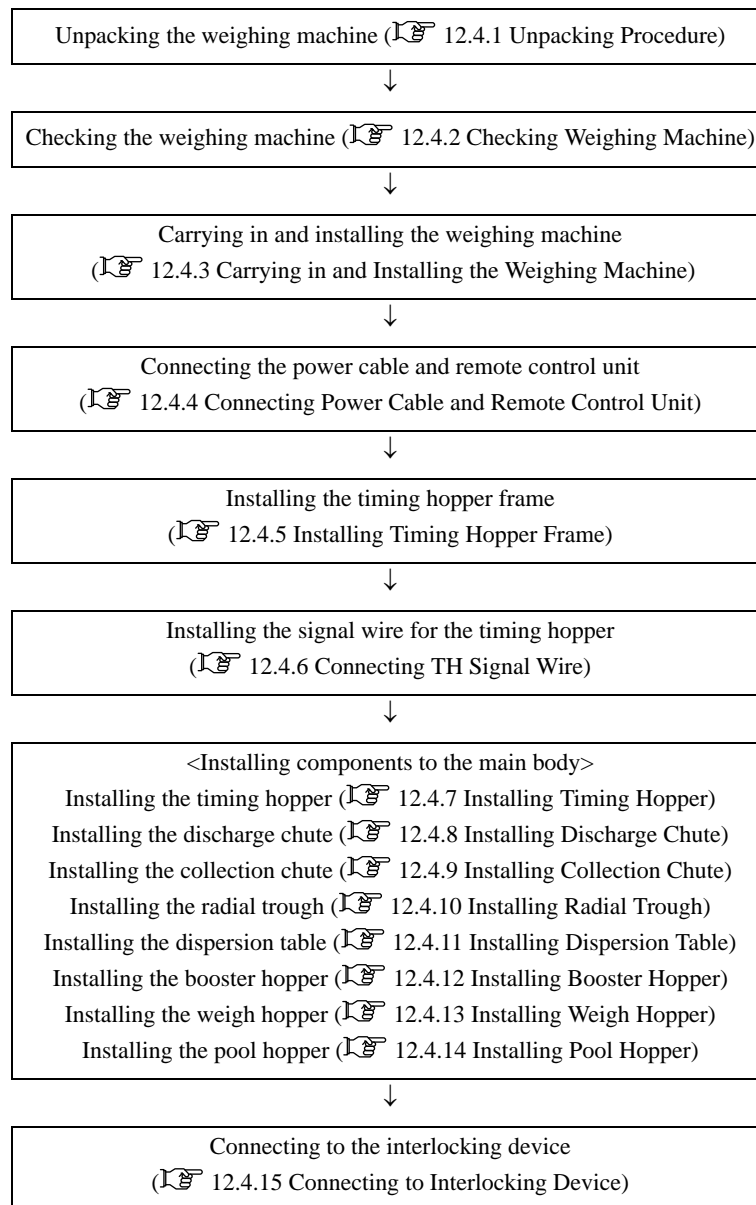 Unpacking the weighing machine (☞ 12.4.1 Unpacking Procedure)
↓
Checking the weighing machine (☞ 12.4.2 Checking Weighing Machine)
↓
Carrying in and installing the weighing machine
(☞ 12.4.3 Carrying in and Installing the Weighing Machine)
↓
Connecting the power cable and remote control unit
(☞ 12.4.4 Connecting Power Cable and Remote Control Unit)
↓
Installing the timing hopper frame
(☞ 12.4.5 Installing Timing Hopper Frame)
↓
Installing the signal wire for the timing hopper
(☞ 12.4.6 Connecting TH Signal Wire)
↓
<Installing components to the main body>
Installing the timing hopper (☞ 12.4.7 Installing Timing Hopper)
Installing the discharge chute (☞ 12.4.8 Installing Discharge Chute)
Installing the collection chute (☞ 12.4.9 Installing Collection Chute)
Installing the radial trough (☞ 12.4.10 Installing Radial Trough)
Installing the dispersion table (☞ 12.4.11 Installing Dispersion Table)
Installing the booster hopper (☞ 12.4.12 Installing Booster Hopper)
Installing the weigh hopper (☞ 12.4.13 Installing Weigh Hopper)
Installing the pool hopper (☞ 12.4.14 Installing Pool Hopper)
↓
Connecting to the interlocking device
(☞ 12.4.15 Connecting to Interlocking Device)